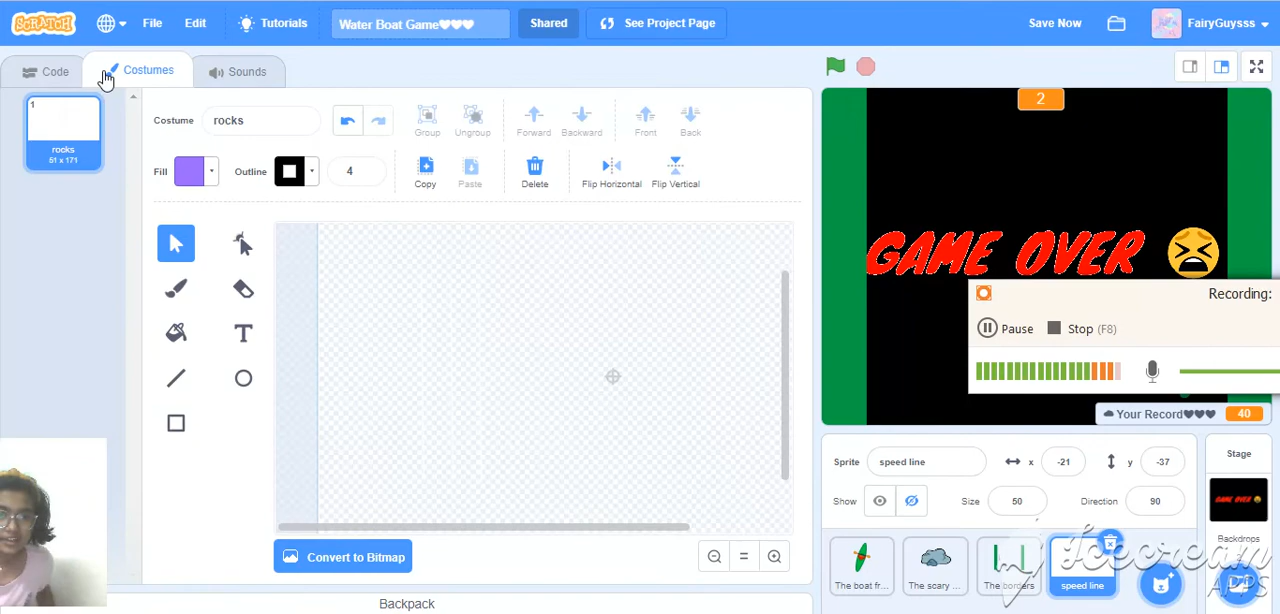 SCRATCH File Edit Tutorials Water Boat Game♥♥♥ Shared See Project Page Save Now FairyGuysss
Code Costumes Sounds
1
rocks
51 x 171
Costume rocks Group Ungroup Forward Backward Front Back
Fill Outline 4 Copy Paste Delete Flip Horizontal Flip Vertical
Convert to Bitmap
Backpack
2
GAME OVER 😫
Recording:
Pause Stop (F8)
Your Record♥♥♥ 40
Sprite speed line x -21 y -37
Show Size 50 Direction 90
Stage
GAME OVER
Backdrops
The boat fr... The scary ... The borders speed line
my Icecream
APPS